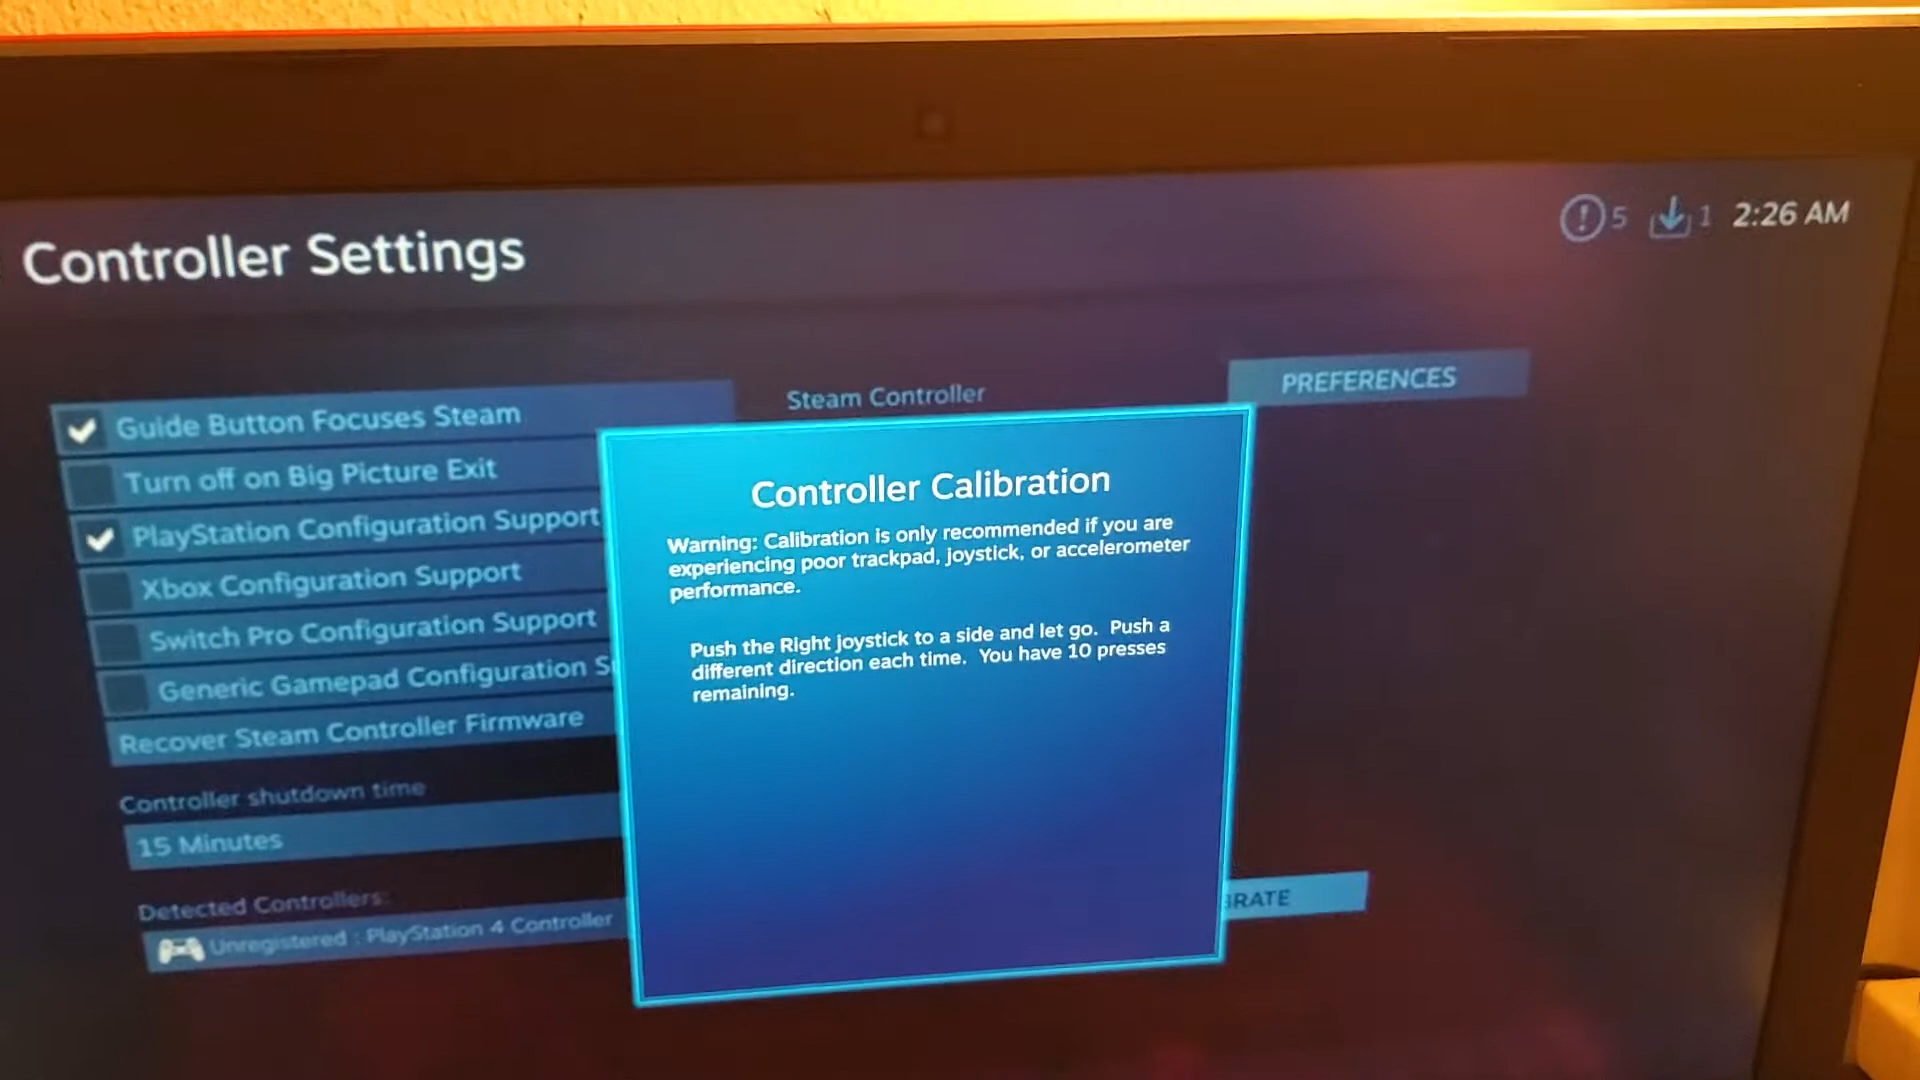 Controller Settings
5
1
2:26 AM
Guide Button Focuses Steam
Turn off on Big Picture Exit
PlayStation Configuration Support
Xbox Configuration Support
Switch Pro Configuration Support
Generic Gamepad Configuration
Recover Steam Controller Firmware
Controller shutdown time
15 Minutes
Detected Controllers:
Unregistered : PlayStation 4 Controller
Steam Controller
PREFERENCES
Controller Calibration
Warning: Calibration is only recommended if you are
experiencing poor trackpad, joystick, or accelerometer
performance.
Push the Right joystick to a side and let go. Push a
different direction each time. You have 10 presses
remaining.
BRATE